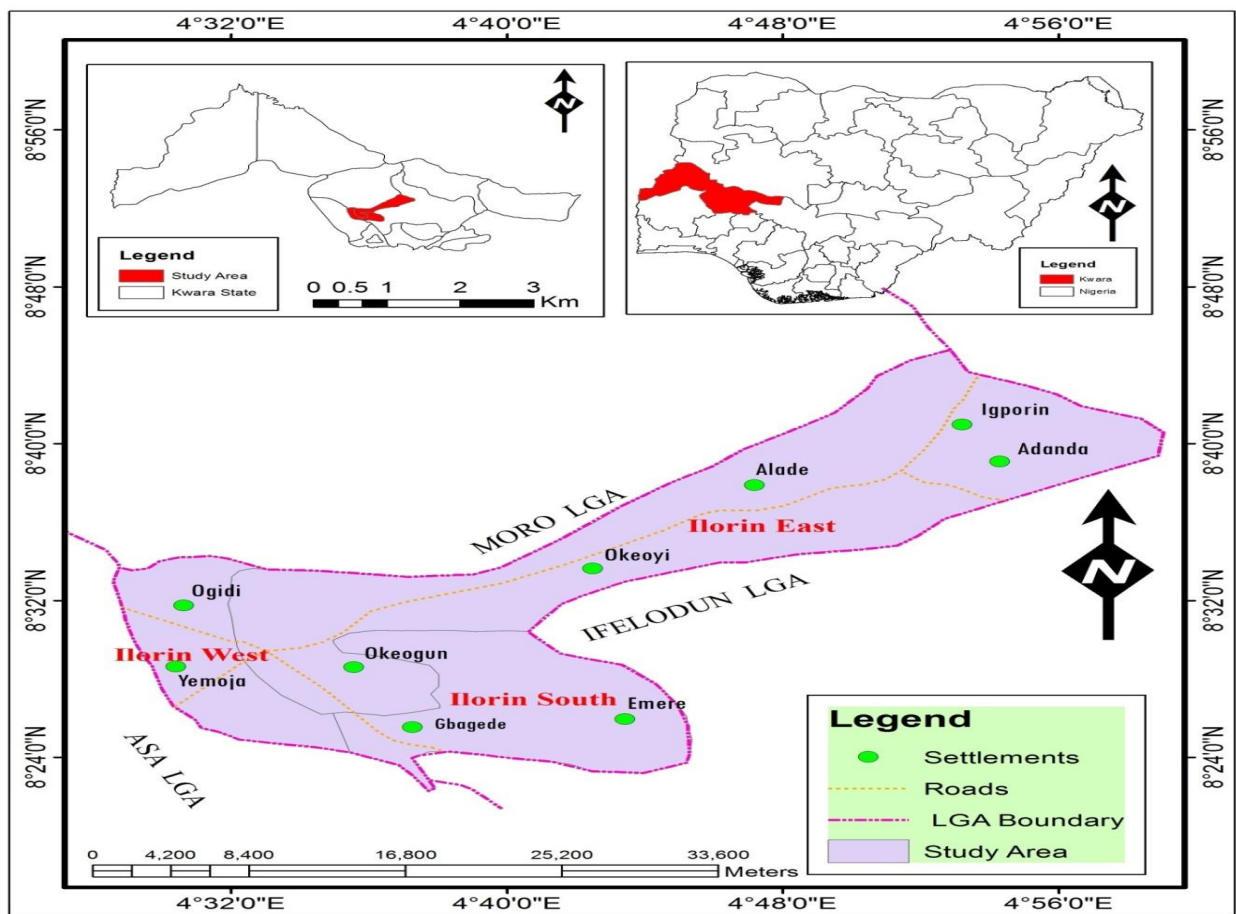 4°32'0"E 4°40'0"E 4°48'0"E 4°56'0"E
8°56'0"N
8°48'0"N
8°40'0"N
8°32'0"N
8°24'0"N
N
Legend
Study Area
Kwara State
0 0.5 1 2 3
Km
N
Legend
Kwara
Nigeria
N
8°56'0"N
8°48'0"N
8°40'0"N
8°32'0"N
8°24'0"N
Igporin
Adanda
Alade
MORO LGA
Ilorin East
Okeoyi
IFELODUN LGA
Ogidi
Ilorin West
Okeogun
Yemoja
Ilorin South
Emere
Gbagede
ASA LGA
N
Legend
Settlements
Roads
LGA Boundary
Study Area
0 4,200 8,400 16,800 25,200 33,600
Meters
4°32'0"E 4°40'0"E 4°48'0"E 4°56'0"E